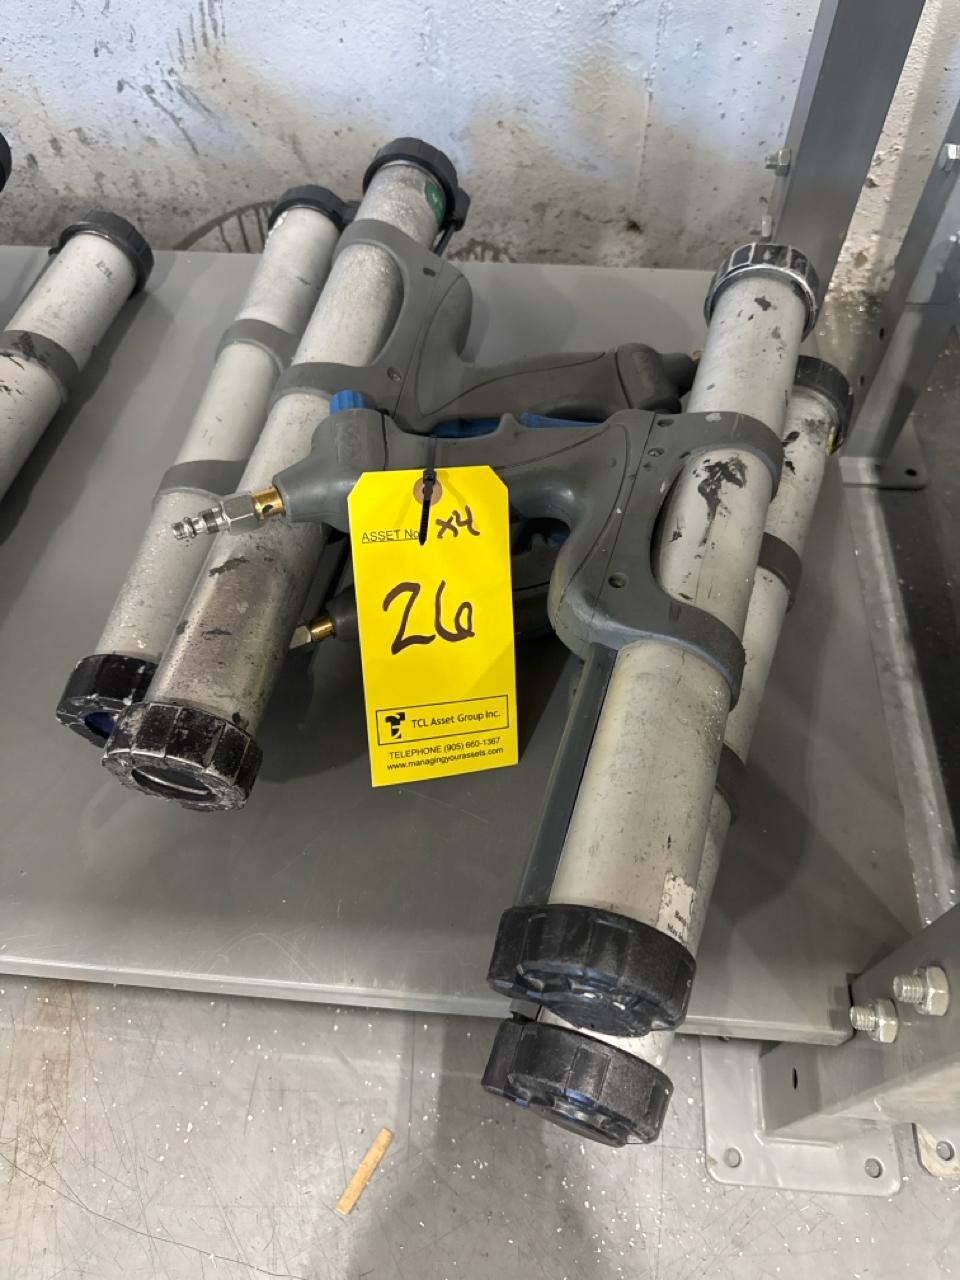 ASSET No. x4
26
TCL Asset Group Inc.
TELEPHONE (905) 660-1367
www.managingyourassets.com